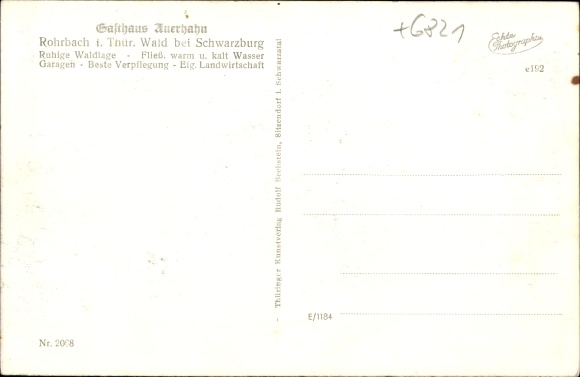 Gasthaus Auerhahn
Rohrbach i. Thür. Wald bei Schwarzburg
Ruhige Waldlage - Fließ. warm u. kalt Wasser
Garagen - Beste Verpflegung - Eig. Landwirtschaft
+6821
Echte
Photographie
e192
Thüringer Kunstverlag Rudolf Bechstein, Sitzendorf i. Schwarzatal
E/1184
Nr. 2068